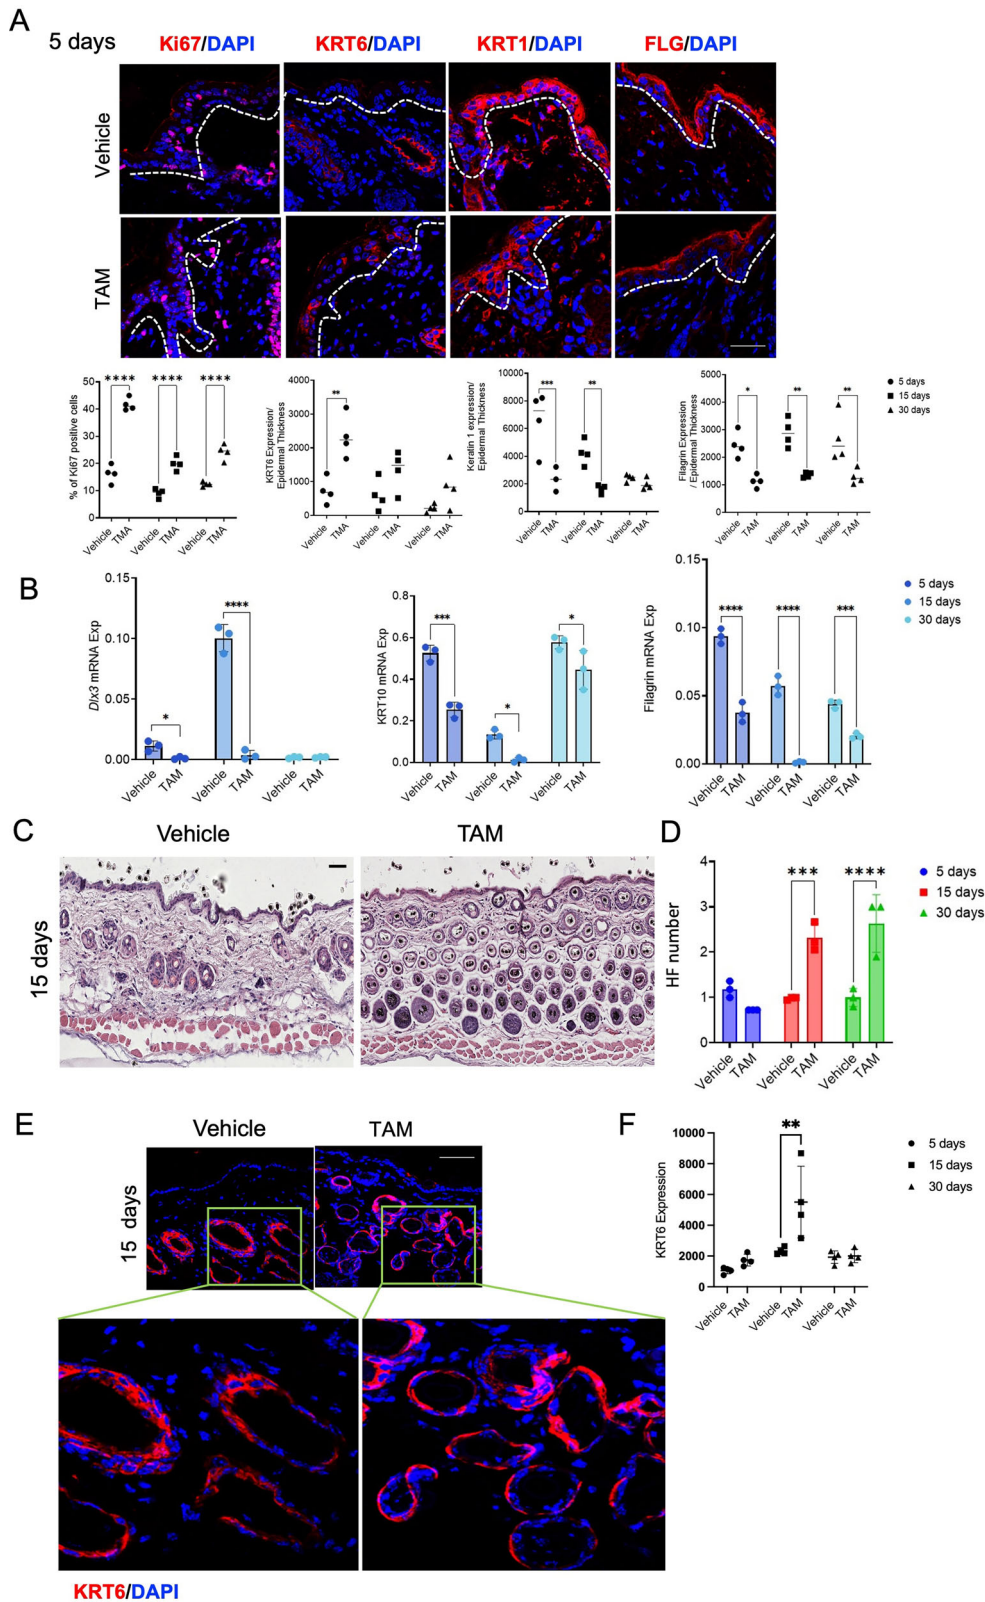 A
5 days
Ki67/DAPI
KRT6/DAPI
KRT1/DAPI
FLG/DAPI
Vehicle
TAM
% of Ki67 positive cells
50
40
30
20
10
0
****
****
****
Vehicle
TMA
Vehicle
TMA
Vehicle
TMA
KRT6 Expression/
Epidermal Thickness
4000
3000
2000
1000
0
**
Vehicle
TMA
Vehicle
TAM
Vehicle
TAM
Keratin 1 expression/
Epidermal Thickness
10000
8000
6000
4000
2000
0
***
**
Vehicle
TAM
Vehicle
TAM
Vehicle
TAM
Filagrin Expression
/ Epidermal Thickness
5000
4000
3000
2000
1000
0
*
**
**
Vehicle
TAM
Vehicle
TAM
Vehicle
TAM
5 days
15 days
30 days
B
Dlx3 mRNA Exp
0.15
0.10
0.05
0.00
*
****
Vehicle
TAM
Vehicle
TAM
Vehicle
TAM
KRT10 mRNA Exp
0.8
0.6
0.4
0.2
0.0
***
*
*
Vehicle
TAM
Vehicle
TAM
Vehicle
TAM
Filagrin mRNA Exp
0.15
0.10
0.05
0.00
****
****
***
Vehicle
TAM
Vehicle
TAM
Vehicle
TAM
5 days
15 days
30 days
C
Vehicle
TAM
15 days
D
HF number
4
3
2
1
0
***
****
Vehicle
TAM
Vehicle
TAM
Vehicle
TAM
5 days
15 days
30 days
E
Vehicle
TAM
15 days
KRT6/DAPI
F
KRT6 Expression
10000
8000
6000
4000
2000
0
**
Vehicle
TAM
Vehicle
TAM
Vehicle
TAM
5 days
15 days
30 days